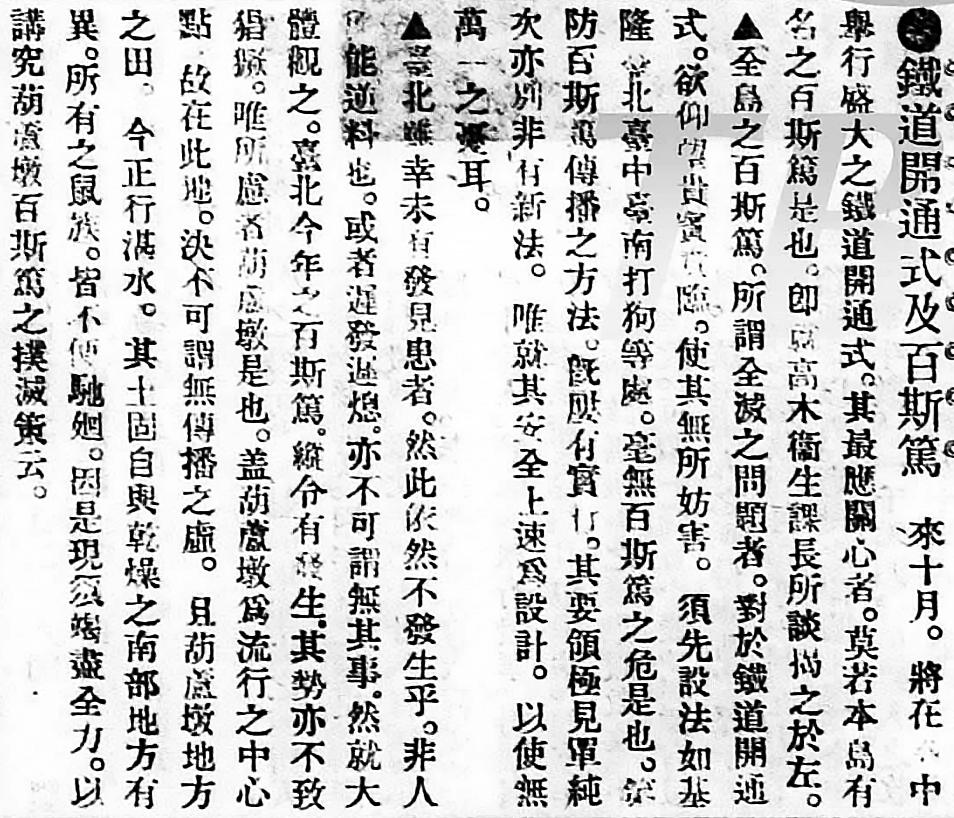 鐵道開通式及百斯篤 來十月。將在中
舉行盛大之鐵道開通式。其最應關心者。莫若本島有
名之百斯篤是也。卽就高木衞生課長所談揭之於左。
▲全島之百斯篤。所謂全滅之問題者。對於鐵道開通
式。欲仰望貴賓臨。使其無所妨害。須先設法如基
隆北臺中臺南打狗等處。毫無百斯篤之危是也。
防百斯篤傳播之方法。旣屢有實行。其要領極見單純
次亦別非有新法。唯就其安全上速爲設計。以使無
萬一之憂耳。
▲臺北雖幸未有發見患者。然此依然不發生乎。非人
所能逆料也。或者遲發遲熄。亦不可謂無其事。然就大
體觀之。臺北今年之百斯篤。縱令有發生。其勢亦不致
猖獗。唯所慮者葫蘆墩是也。盖葫蘆墩爲流行之中心
點。故在此地。決不可謂無傳播之虛。且葫蘆墩地方
之田。今正行湛水。其土固自與乾燥之南部地方有
異。所有之鼠族。皆不便馳廻。因是現須竭盡全力。以
講究葫蘆墩百斯篤之撲滅策云。